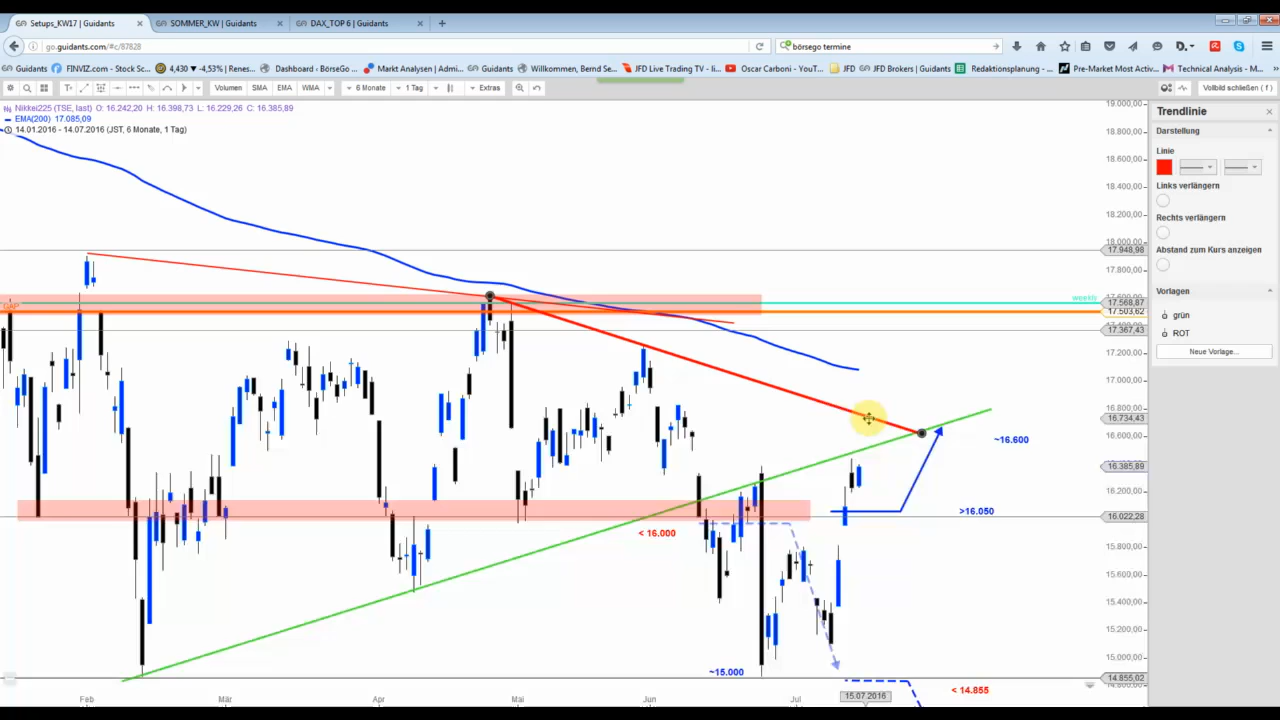 Setups_KW17 | Guidants
SOMMER_KW | Guidants
DAX_TOP 6 | Guidants
go.guidants.com/#c/87828
börsego termine
Guidants
FINVIZ.com - Stock Sc...
4,430 ▾ -4,53% | Renes...
Dashboard - BörseGo ...
Markt Analysen | Admi...
Guidants
Willkommen, Bernd Se...
JFD Live Trading TV - li...
Oscar Carboni - YouT...
JFD
JFD Brokers | Guidants
Redaktionsplanung - ...
Pre-Market Most Activ...
Technical Analysis - M...
Volumen
SMA
EMA
WMA
6 Monate
1 Tag
Extras
Vollbild schließen ( f )
Nikkei225 (TSE, last) O: 16.242,20 H: 16.398,73 L: 16.229,26 C: 16.385,89
EMA(200) 17.085,09
14.01.2016 - 14.07.2016 (JST, 6 Monate, 1 Tag)
19.000,00
18.800,00
18.600,00
18.400,00
18.200,00
18.000,00
17.948,98
17.800,00
weekly
17.568,87
GAP
17.503,62
17.367,43
17.200,00
17.000,00
16.800,00
16.734,43
16.600,00
~16.600
16.385,89
16.200,00
>16.050
16.022,28
< 16.000
15.800,00
15.600,00
15.400,00
15.200,00
15.000,00
~15.000
14.855,02
< 14.855
Feb
Mär
Apr
Mai
Jun
Jul
15.07.2016
Trendlinie
Darstellung
Linie
Links verlängern
Rechts verlängern
Abstand zum Kurs anzeigen
Vorlagen
grün
ROT
Neue Vorlage...